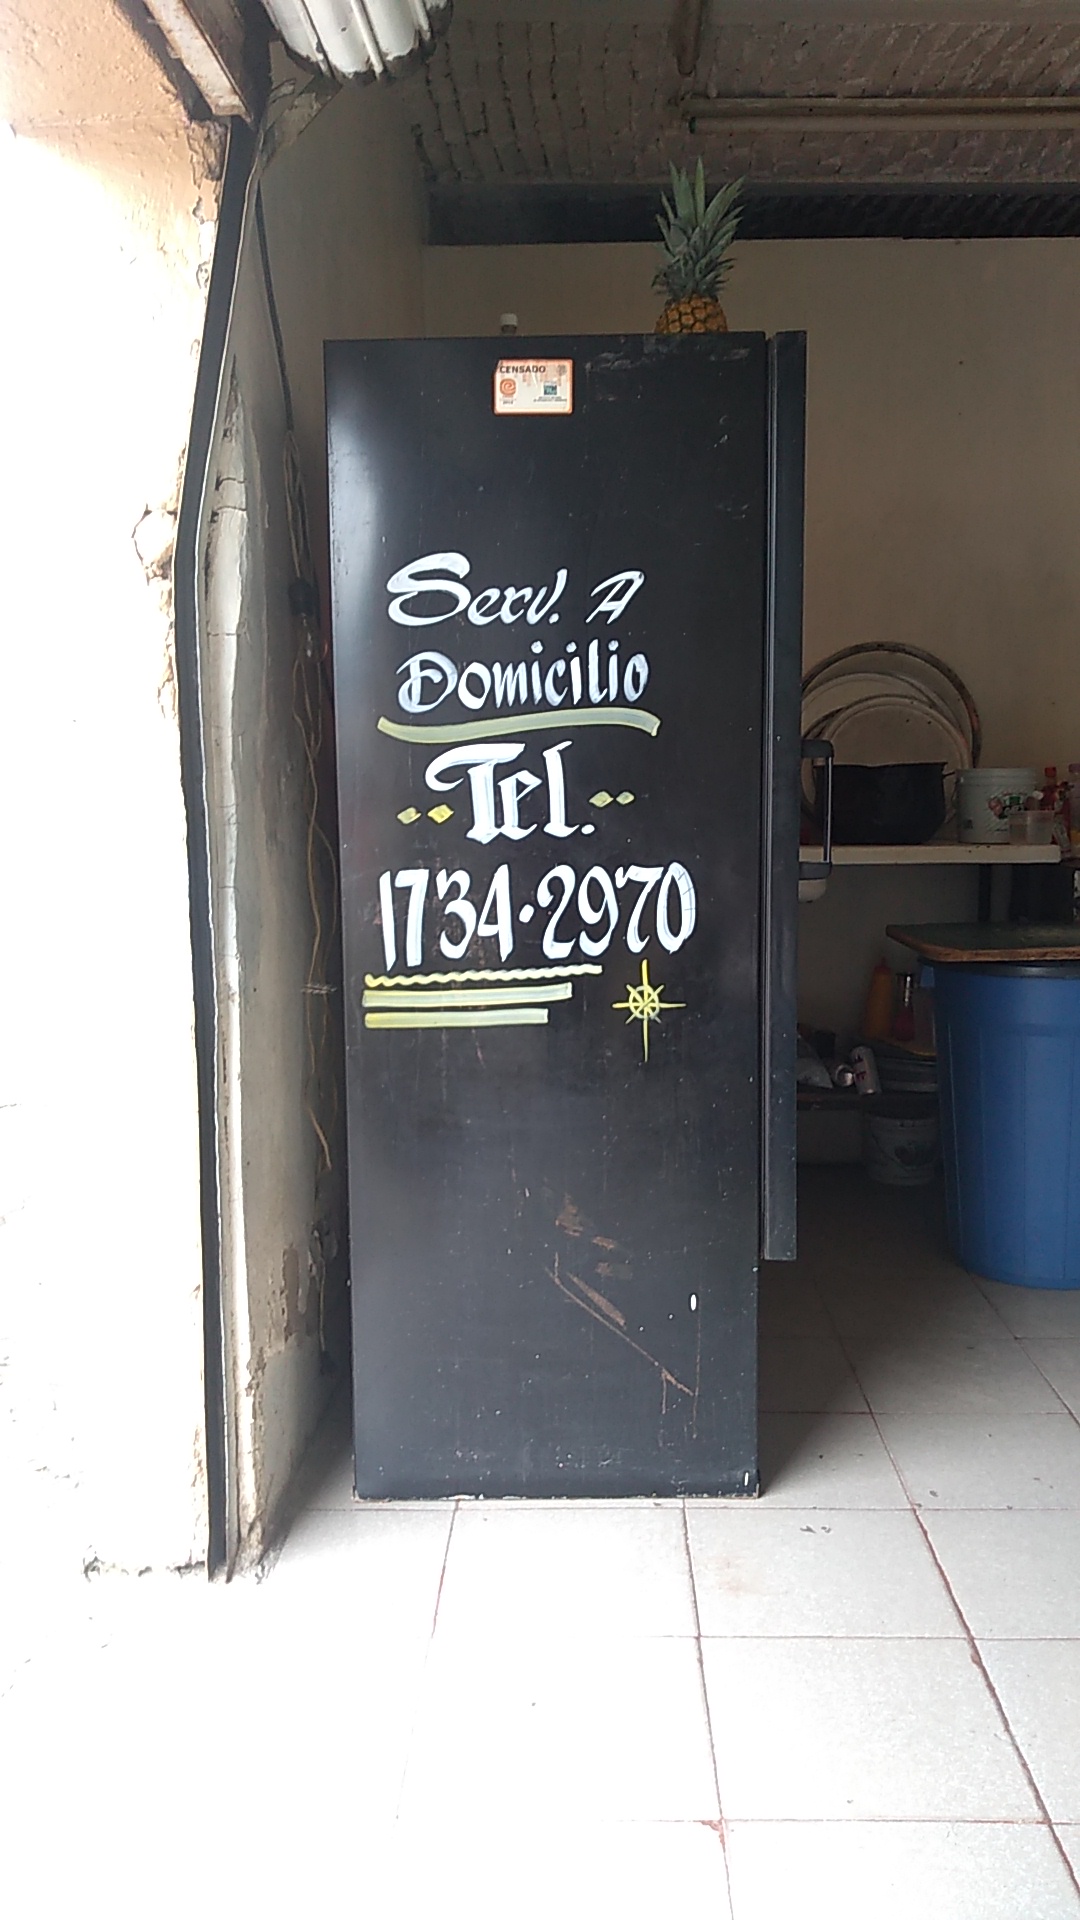 CENSADO
Serv. A
Domicilio
Tel.
1734·2970